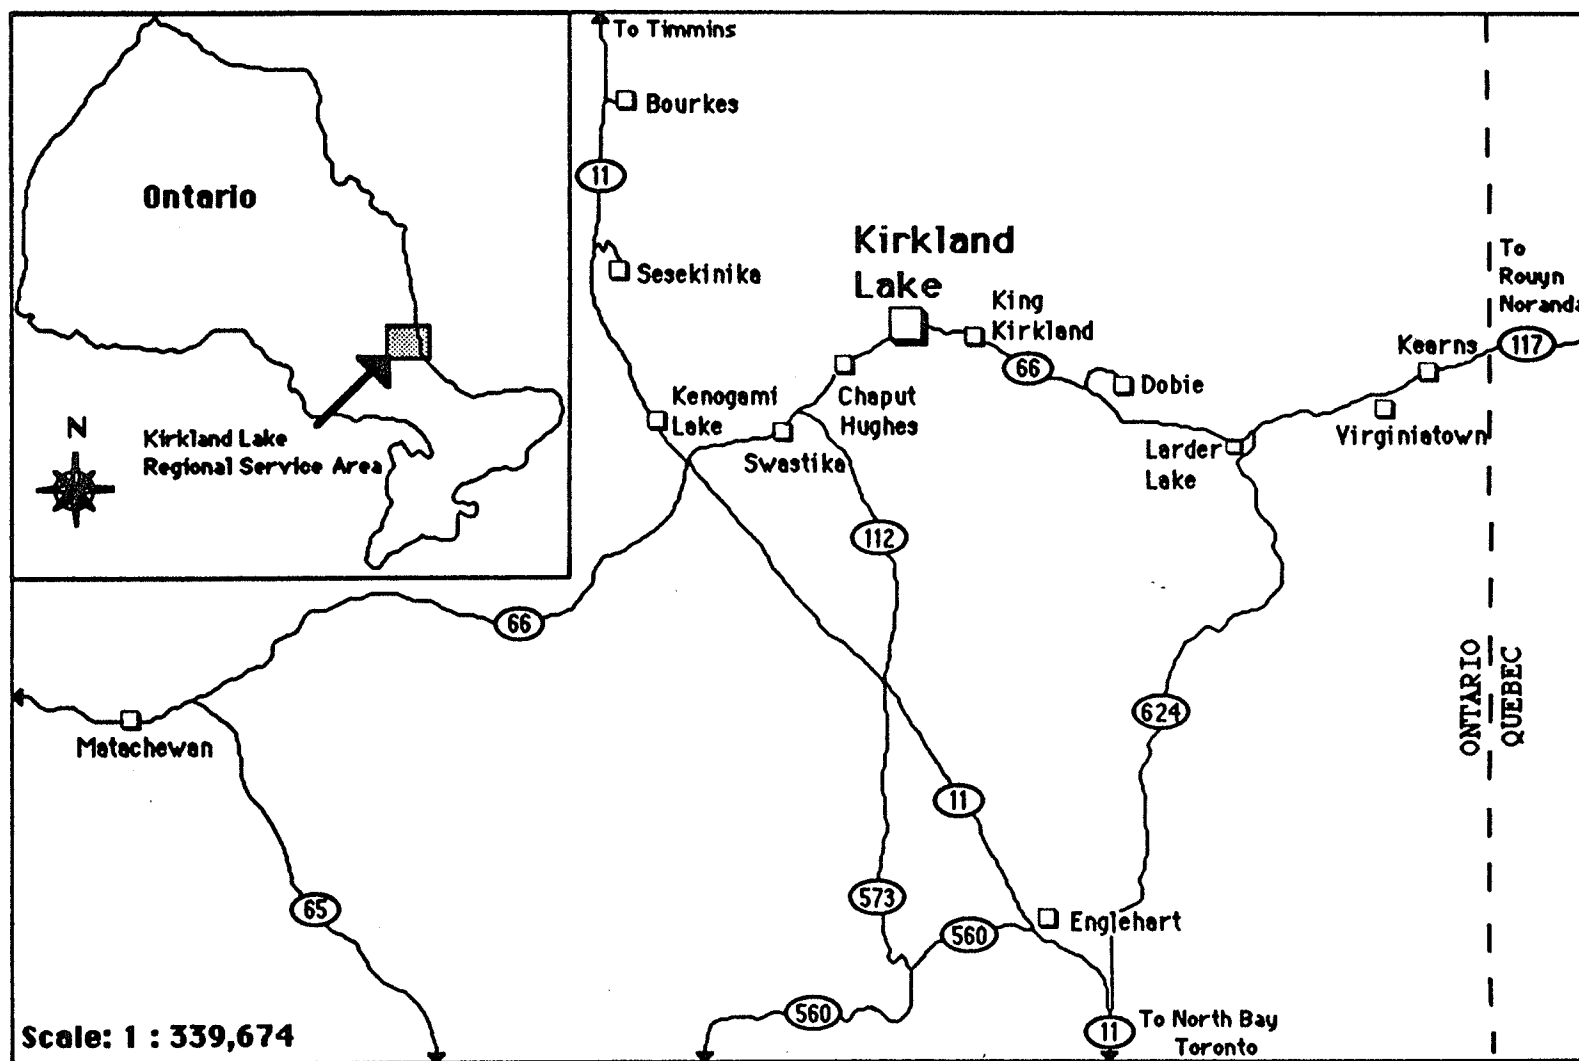 To Timmins
Bourkes
11
Ontario
Kirkland
Lake
Sesekinika
To
Rouyn
Noranda
King
Kirkland
Kearns
117
66
Dobie
Kenogami
Lake
Chaput
Hughes
Virginiatown
N
Kirkland Lake
Regional Service Area
Swastika
Larder
Lake
112
66
ONTARIO
QUEBEC
624
Matachewan
11
573
65
Englehart
560
560
Scale: 1 : 339,674
11
To North Bay
Toronto